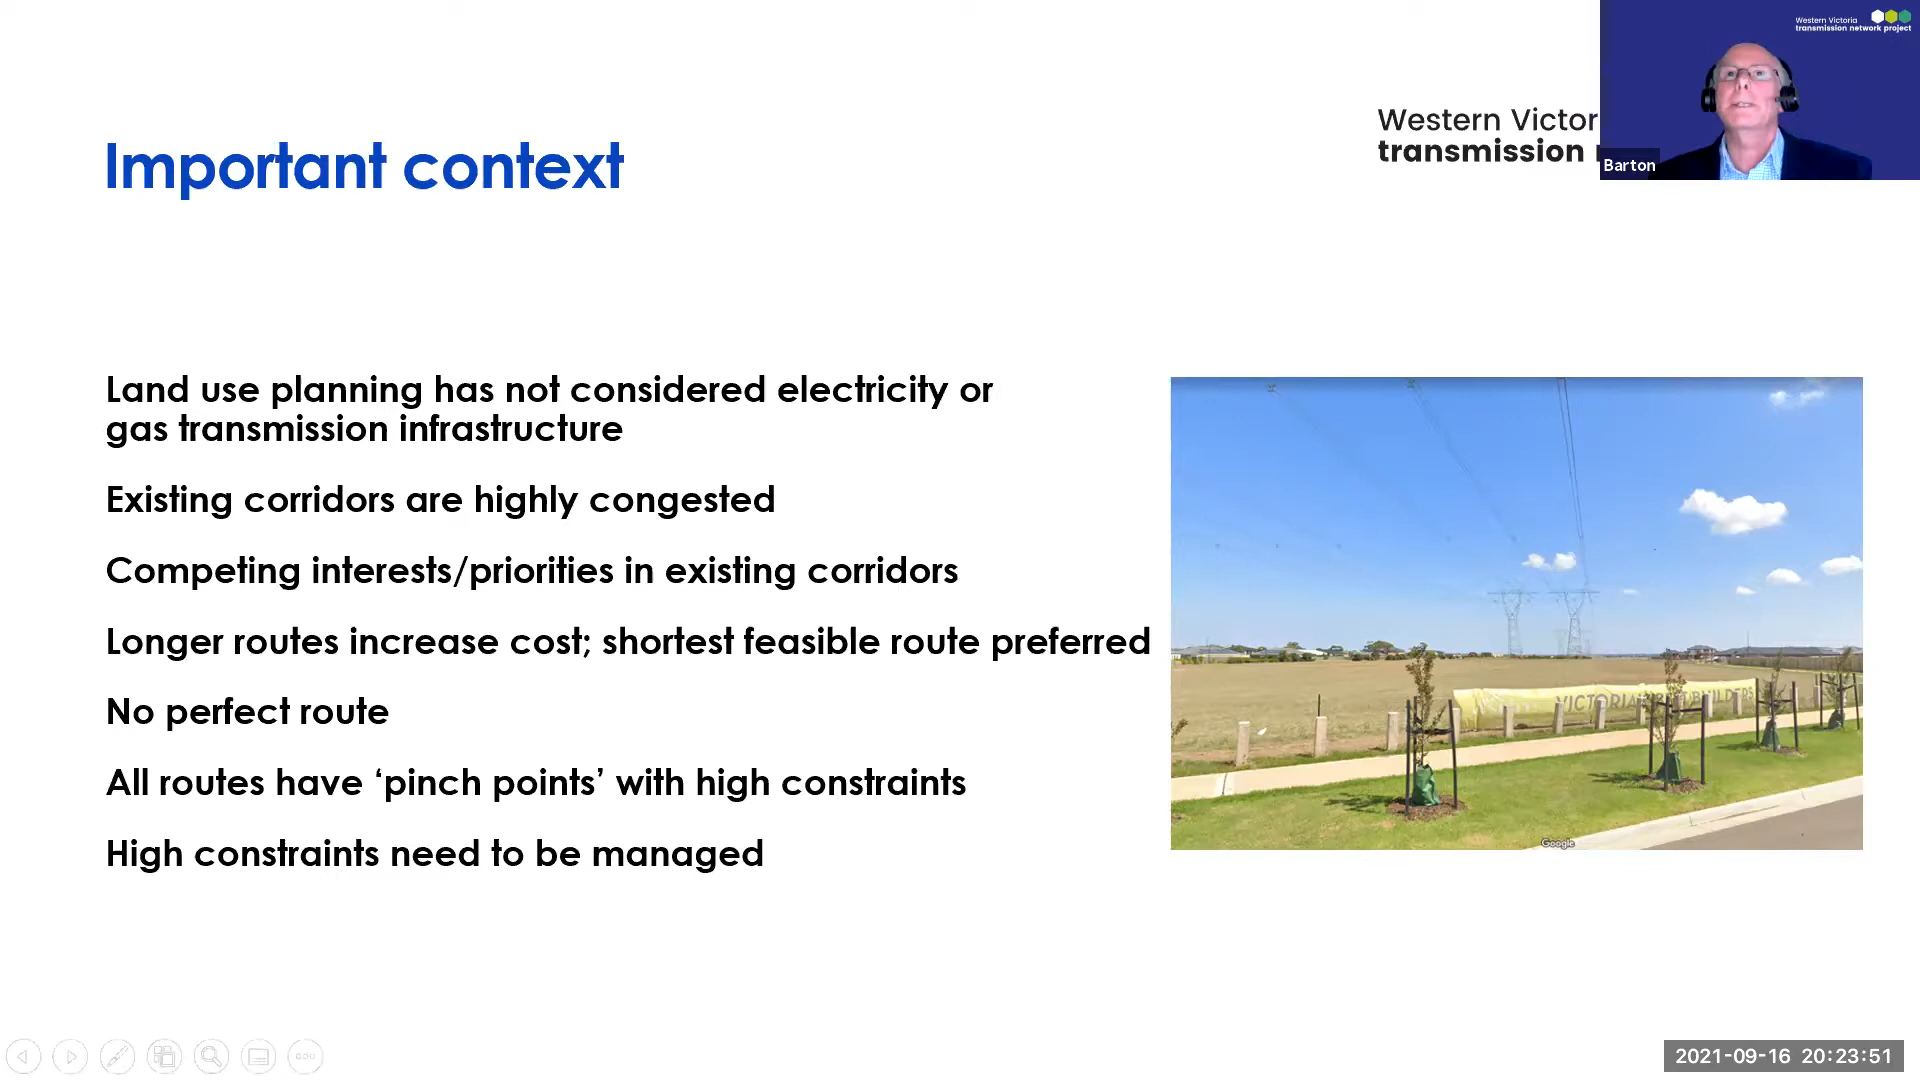 Western Victoria
transmission network project
Western Victor
transmission
Barton
Important context
Land use planning has not considered electricity or
gas transmission infrastructure
Existing corridors are highly congested
Competing interests/priorities in existing corridors
Longer routes increase cost; shortest feasible route preferred
No perfect route
All routes have ‘pinch points’ with high constraints
High constraints need to be managed
BUILDERS
Google
2021-09-16 20:23:51